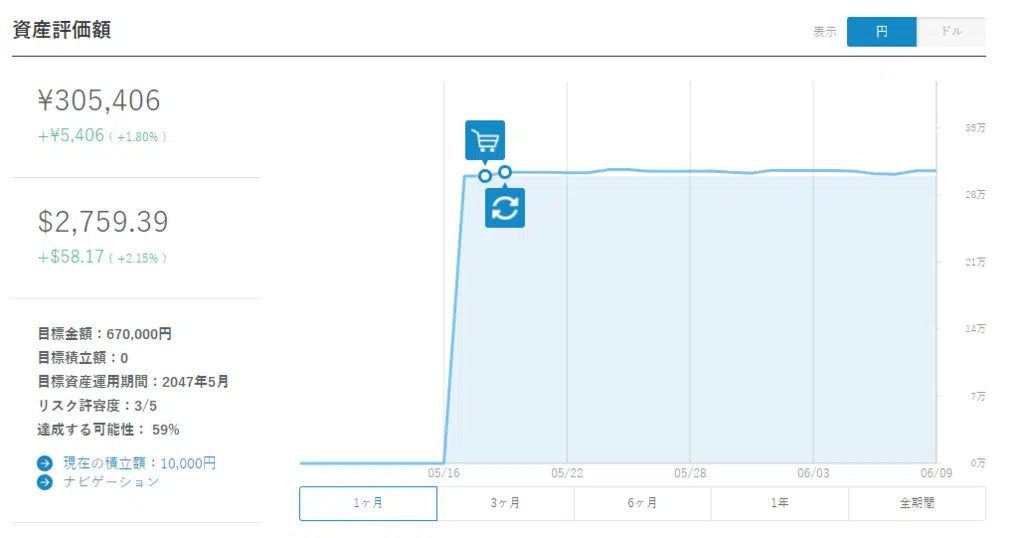 資産評価額
表示 円 ドル
¥305,406
+¥5,406 ( +1.80% )
$2,759.39
+$58.17 ( +2.15% )
目標金額：670,000円
目標積立額：0
目標資産運用期間：2047年5月
リスク許容度：3/5
達成する可能性： 59%
現在の積立額：10,000円
ナビゲーション
35万
28万
21万
14万
7万
0万
05/16 05/22 05/28 06/03 06/09
1ヶ月 3ヶ月 6ヶ月 1年 全期間